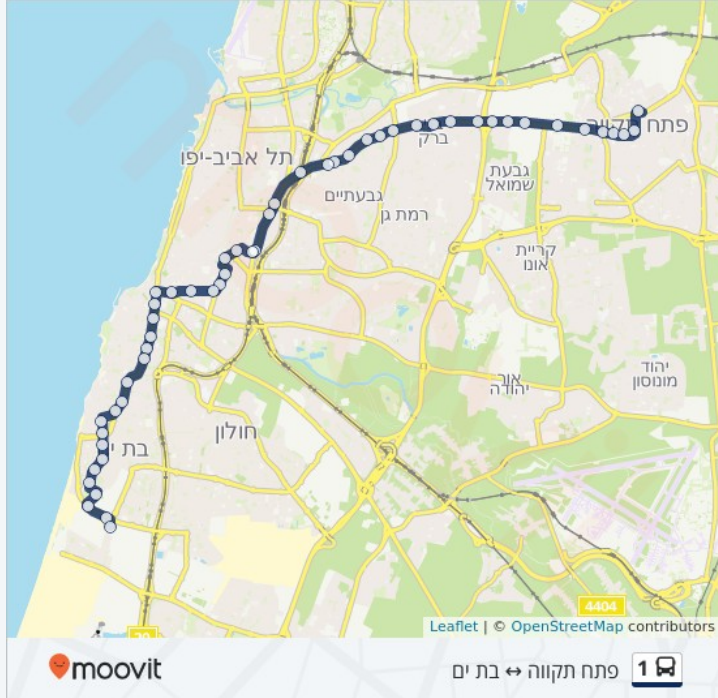 פתח תקווה
ברק
תל אביב-יפו
גבעת
שמואל
גבעתיים
רמת גן
קריית
אונו
יהוד
מונוסון
אור
יהודה
חולון
בת י
4404
20
Leaflet | © OpenStreetMap contributors
moovit
פתח תקווה ↔ בת ים
1